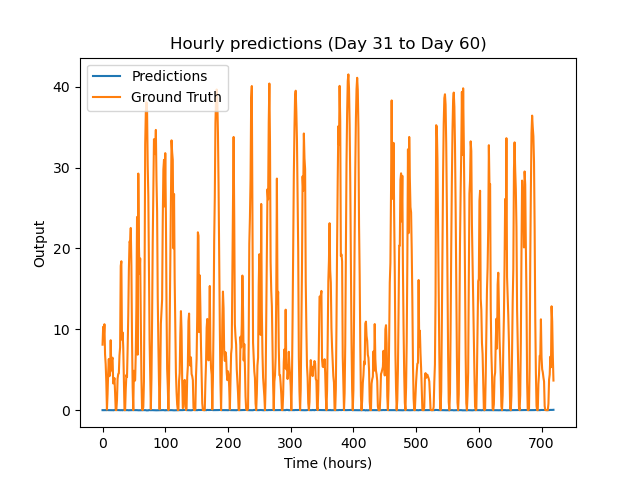 Hourly predictions (Day 31 to Day 60)
Predictions
Ground Truth
Output
40
30
20
10
0
0 100 200 300 400 500 600 700
Time (hours)